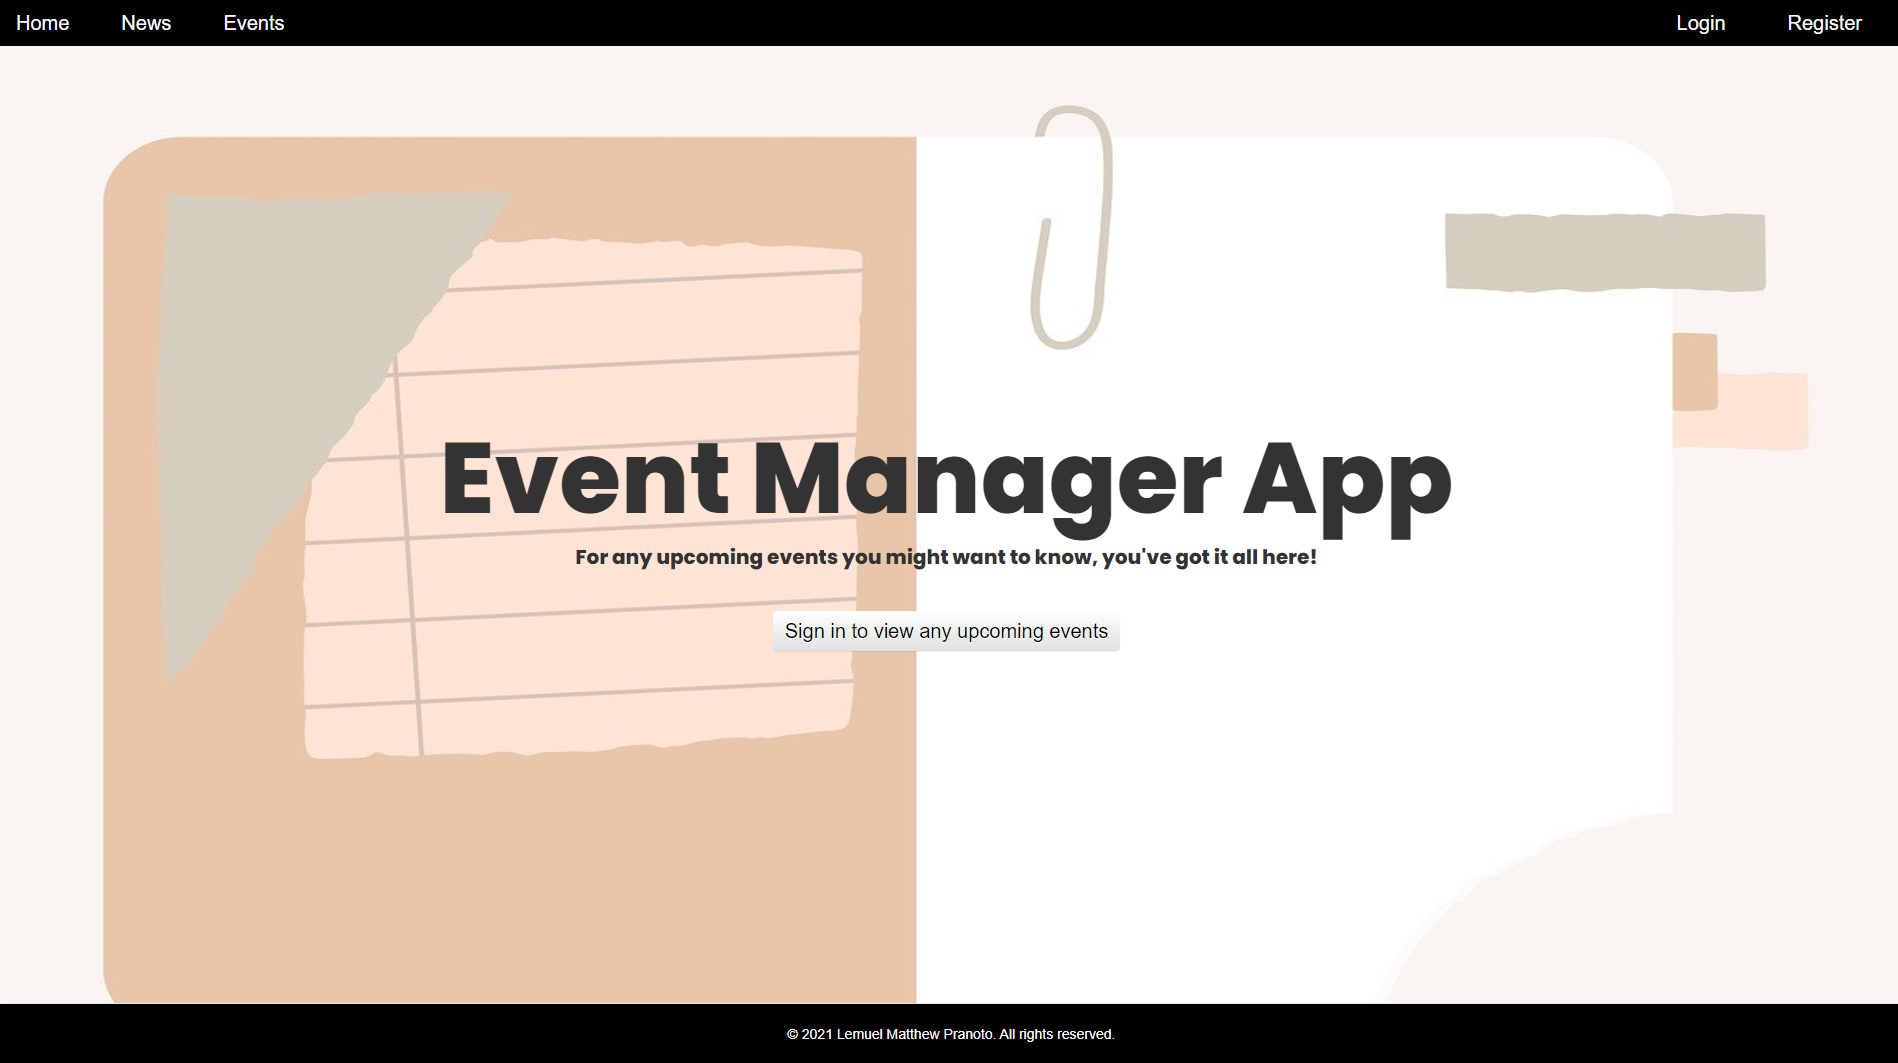 Home News Events Login Register
Event Manager App
For any upcoming events you might want to know, you've got it all here!
Sign in to view any upcoming events
© 2021 Lemuel Matthew Pranoto. All rights reserved.